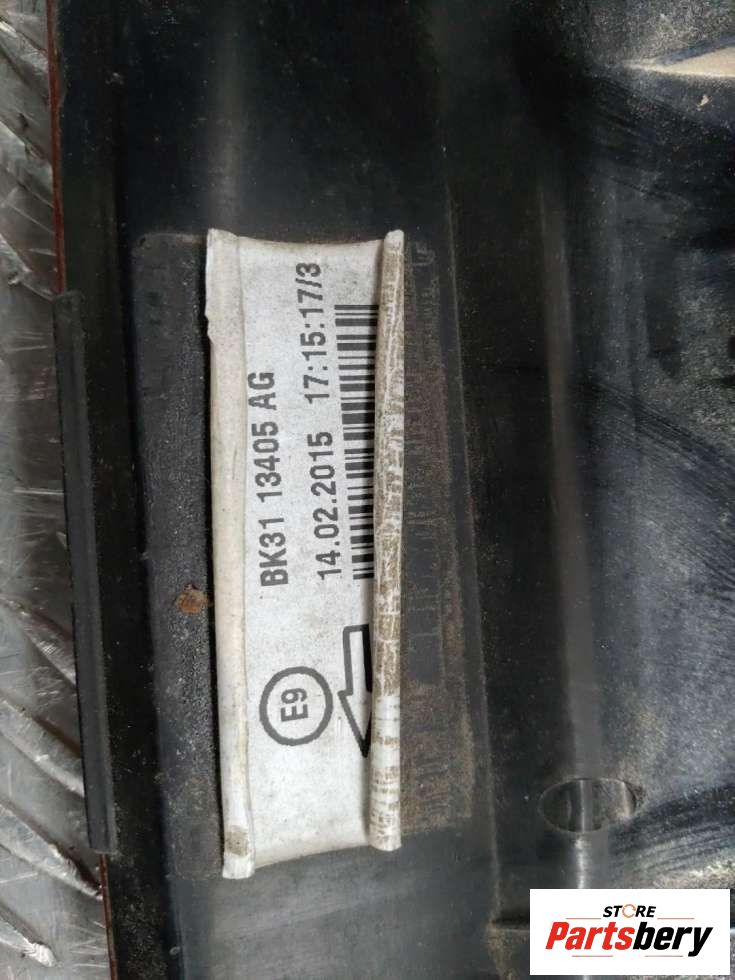 BK31 13405 AG
14.02.2015 17:15:17/3
E9
STORE
Partsbery